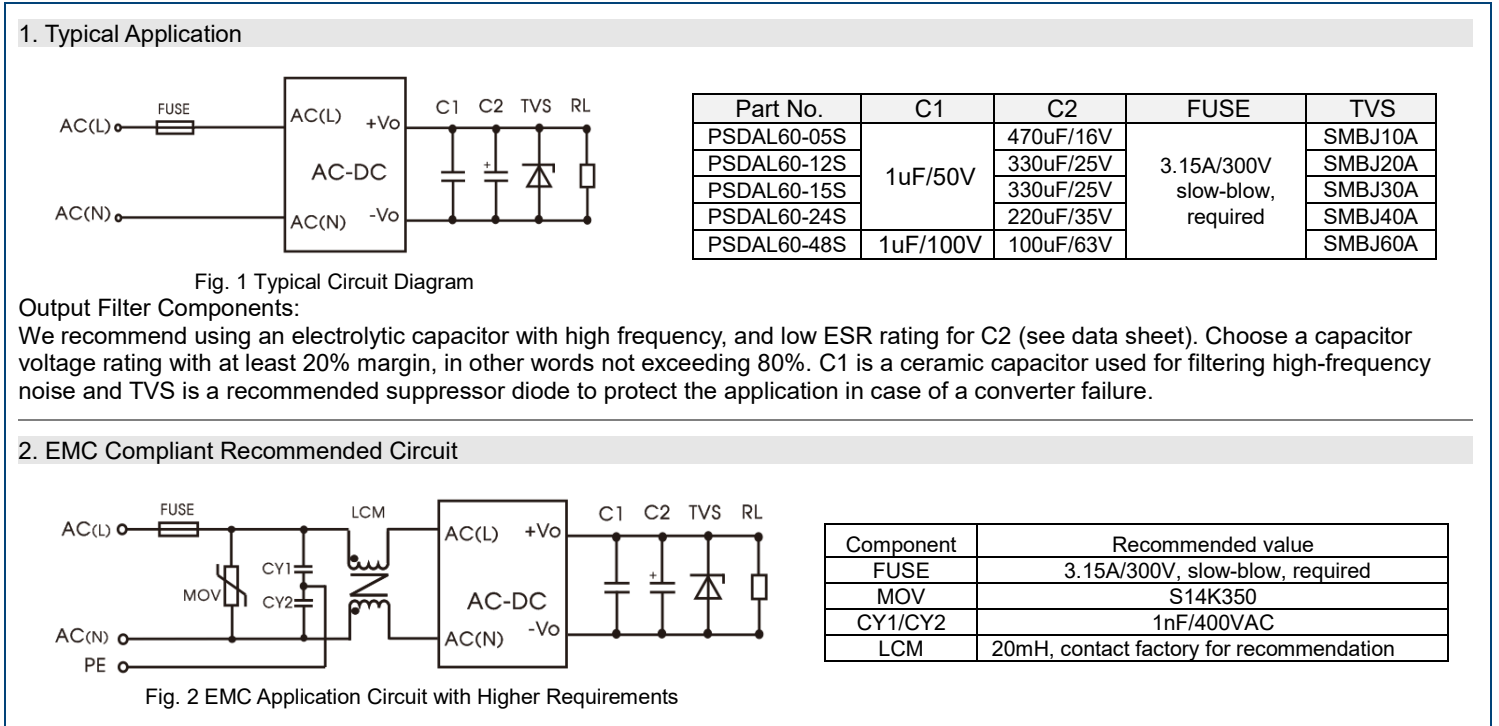 1. Typical Application
FUSE
AC(L)
AC(N)
AC(L)
+Vo
AC-DC
AC(N)
-Vo
C1 C2 TVS RL
+
Part No. C1 C2 FUSE TVS
PSDAL60-05S 1uF/50V 470uF/16V 3.15A/300V slow-blow, required SMBJ10A
PSDAL60-12S 330uF/25V SMBJ20A
PSDAL60-15S 330uF/25V SMBJ30A
PSDAL60-24S 220uF/35V SMBJ40A
PSDAL60-48S 1uF/100V 100uF/63V SMBJ60A
Fig. 1 Typical Circuit Diagram
Output Filter Components:
We recommend using an electrolytic capacitor with high frequency, and low ESR rating for C2 (see data sheet). Choose a capacitor
voltage rating with at least 20% margin, in other words not exceeding 80%. C1 is a ceramic capacitor used for filtering high-frequency
noise and TVS is a recommended suppressor diode to protect the application in case of a converter failure.
2. EMC Compliant Recommended Circuit
FUSE
LCM
AC(L)
MOV
CY1
CY2
AC(N)
PE
AC(L)
+Vo
AC-DC
AC(N)
-Vo
C1 C2 TVS RL
+
Component Recommended value
FUSE 3.15A/300V, slow-blow, required
MOV S14K350
CY1/CY2 1nF/400VAC
LCM 20mH, contact factory for recommendation
Fig. 2 EMC Application Circuit with Higher Requirements